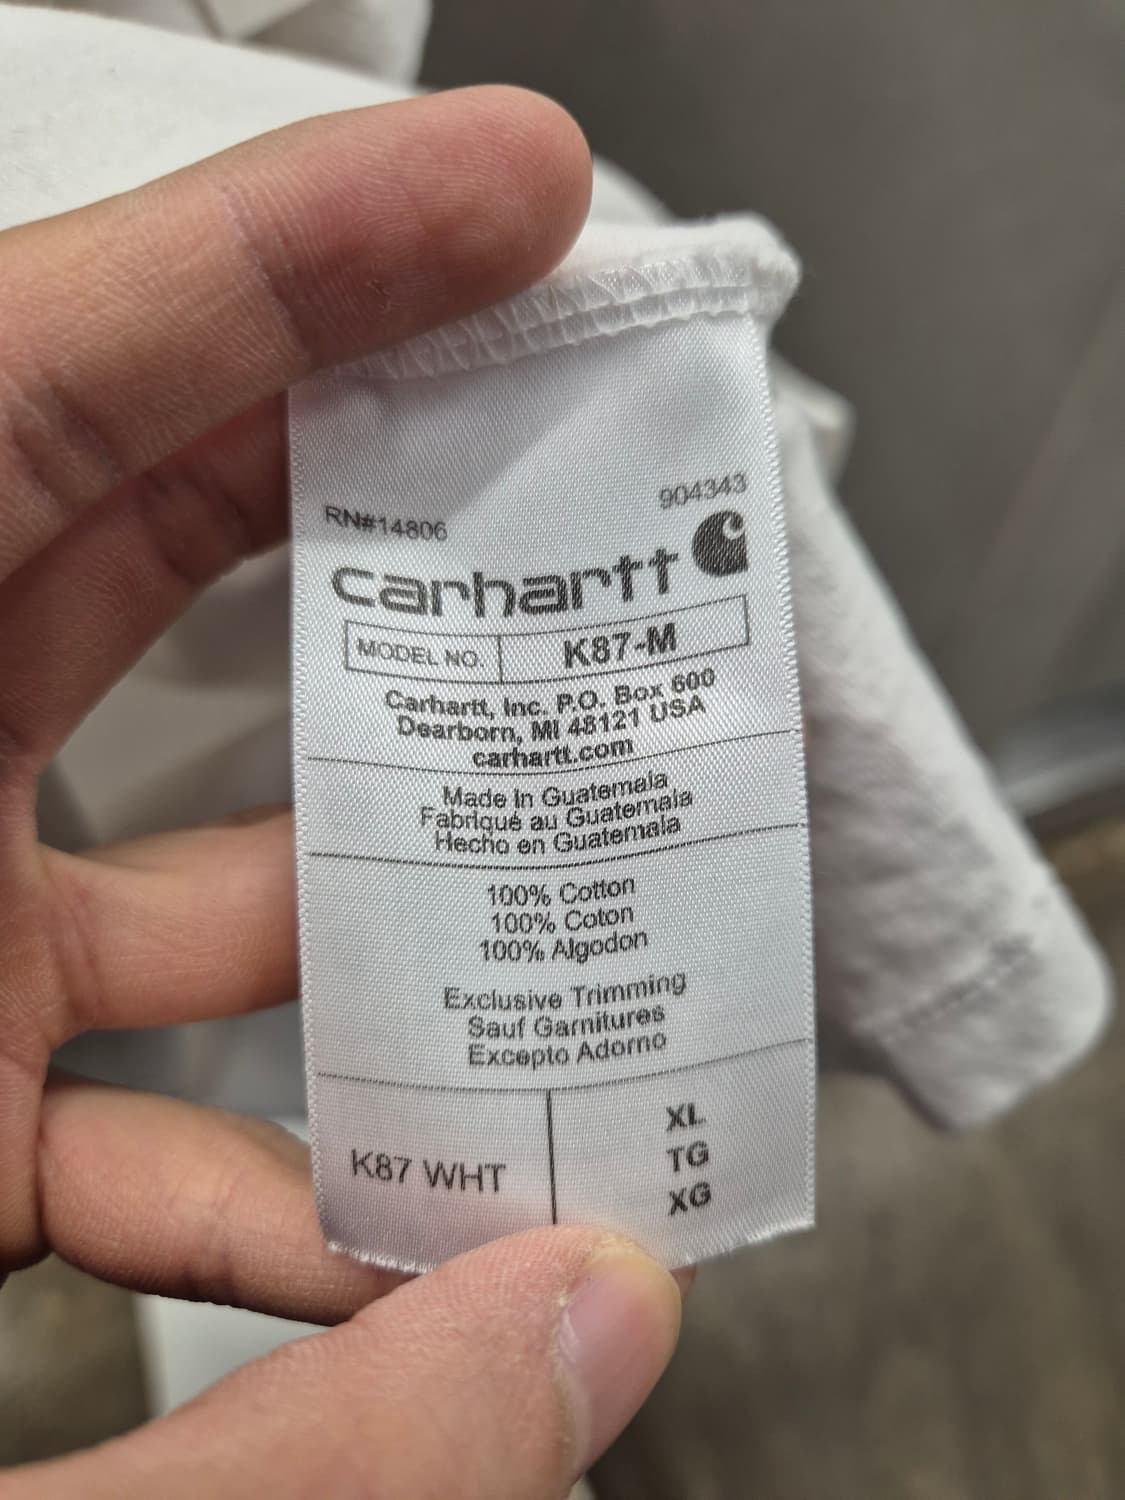 RN#14806
904343
carhartt
MODEL NO. K87-M
Carhartt, Inc. P.O. Box 600
Dearborn, MI 48121 USA
carhartt.com
Made In Guatemala
Fabriqué au Guatemala
Hecho en Guatemala
100% Cotton
100% Coton
100% Algodon
Exclusive Trimming
Sauf Garnitures
Excepto Adorno
K87 WHT
XL
TG
XG